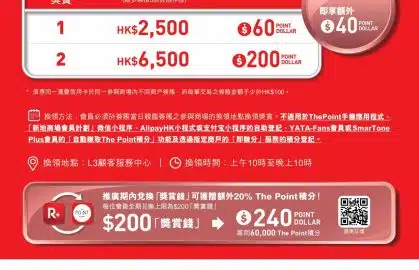 獎賞
即享額外
$40 POINT DOLLAR
1 HK$2,500 $60 POINT DOLLAR
2 HK$6,500 $200 POINT DOLLAR
換領方法：會員必須於簽賬當日親臨簽賬之參與商場的換領地點換領獎賞。不適用於ThePoint手機應用程式、
「新地商場會員計劃」微信小程序、AlipayHK小程式或支付宝小程序的自助登記、YATA-Fans會員或SmarTone
Plus會員的「自動賺取The Point積分」功能及透過指定商戶的「即賺分」服務的積分登記。
換領地點：L3顧客服務中心 | 換領時間：上午10時至晚上10時
推廣期內兌換「獎賞錢」可獲贈額外20% The Point積分！
每位會員全期兌換上限為$200「獎賞錢」
R+ POINT $200「獎賞錢」 $240 POINT DOLLAR
等同60,000 The Point積分